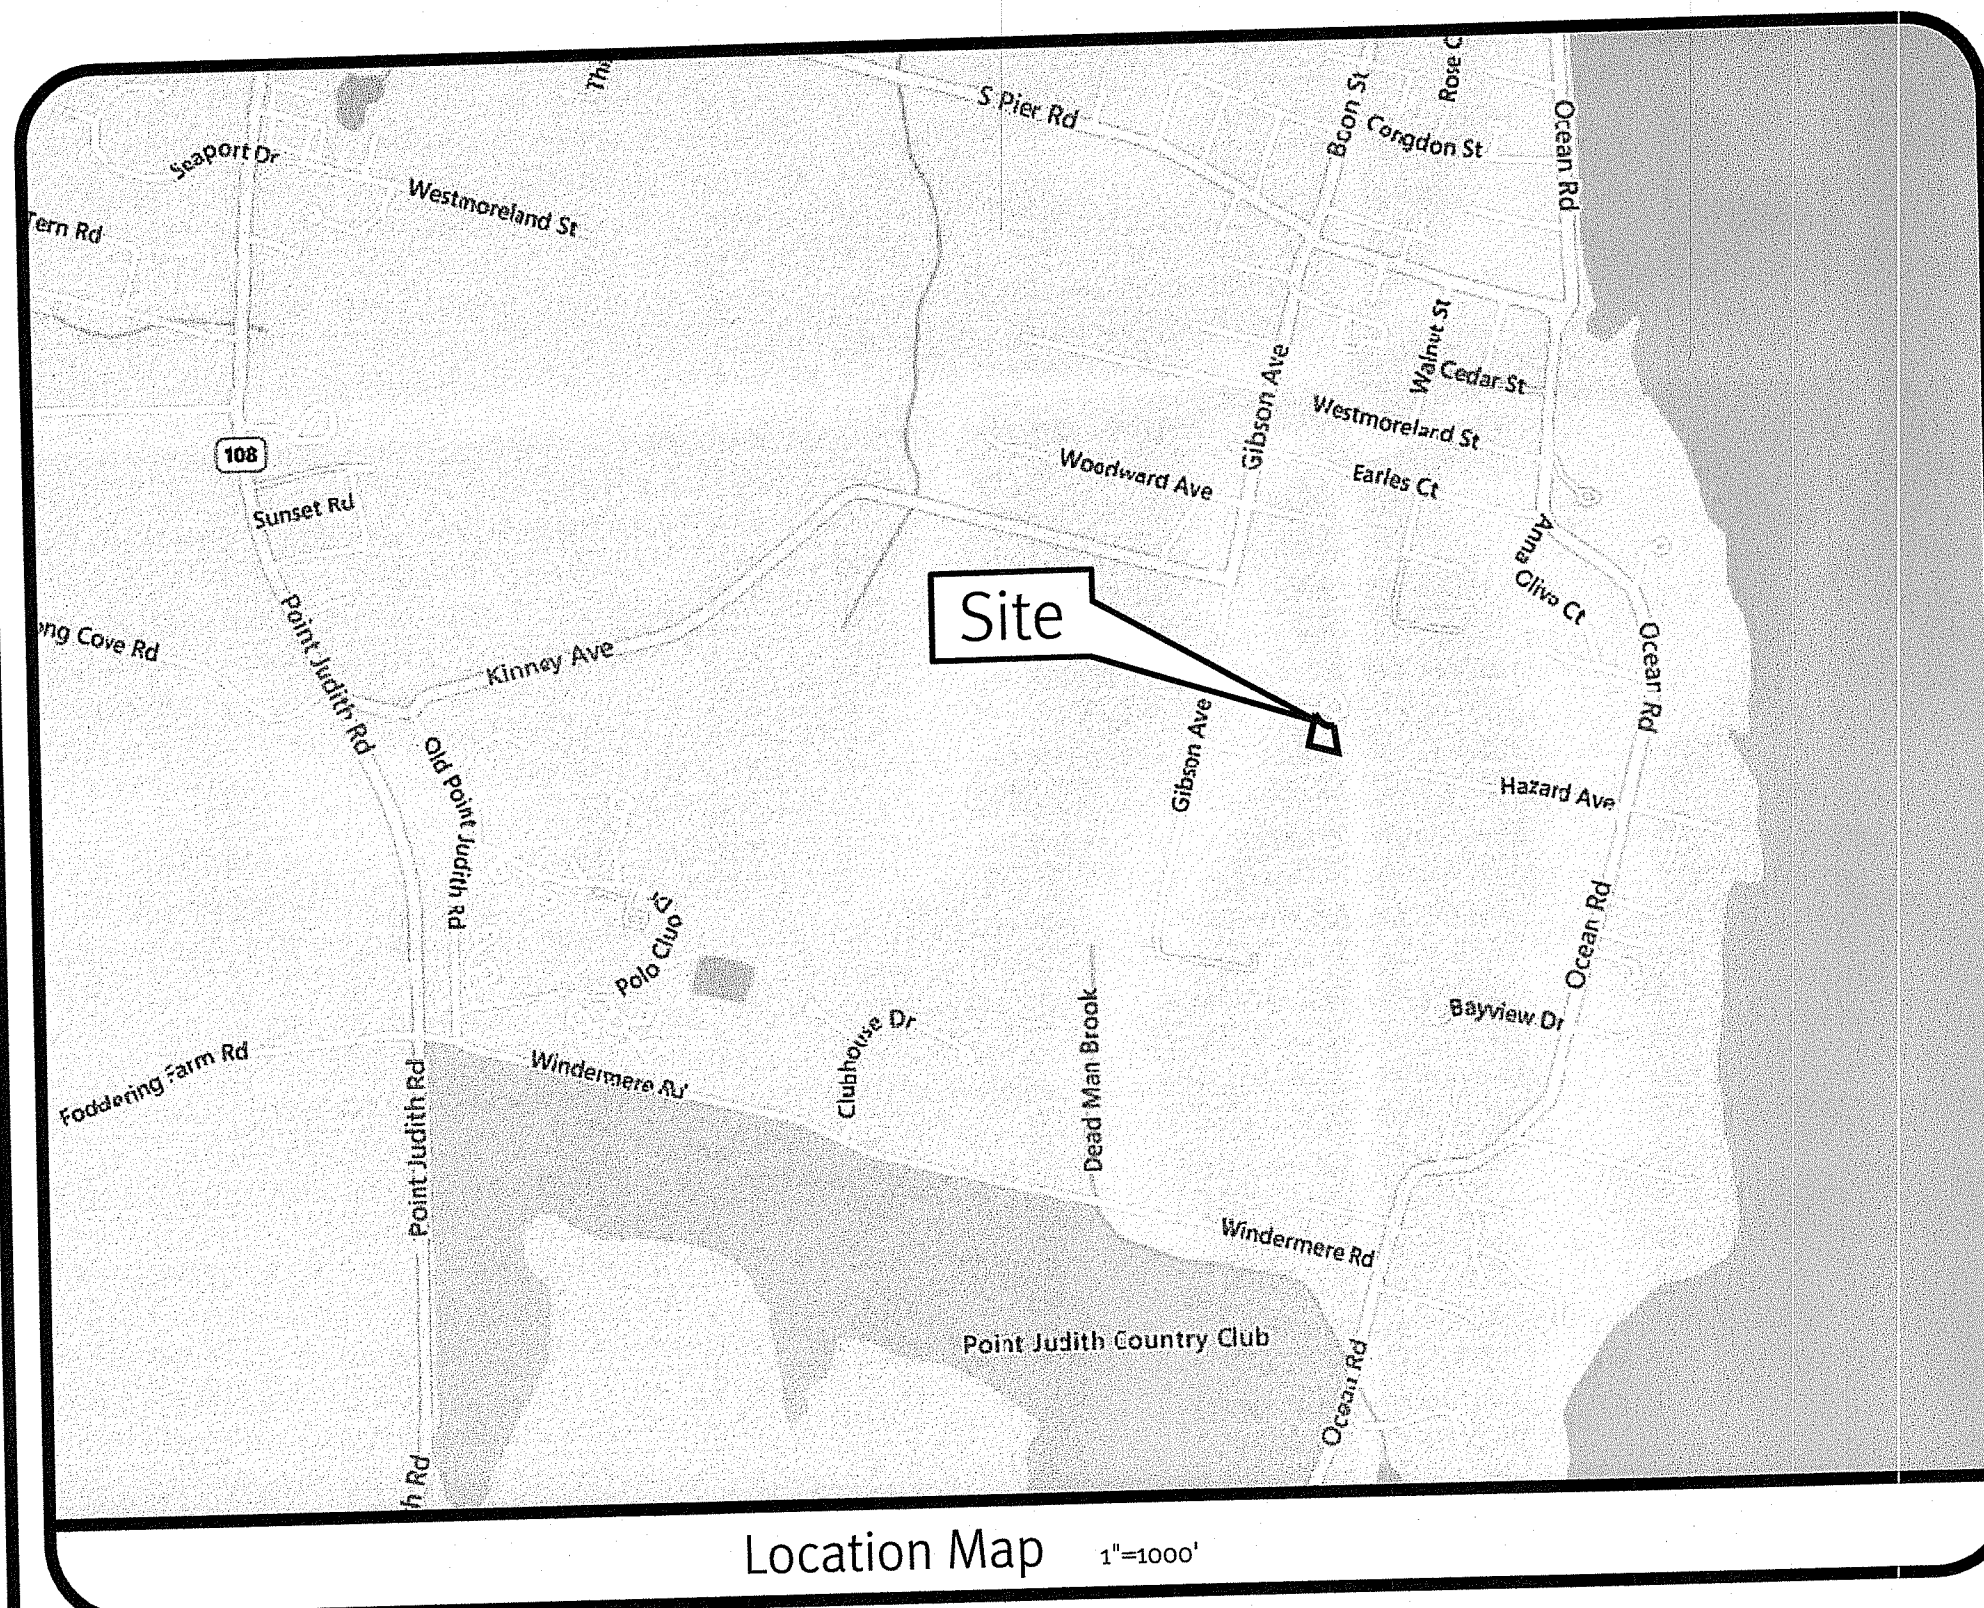 S Pier Rd
Boon St
Congdon St
Ocean Rd
Seaport Dr
Westmoreland St
Tern Rd
Walnut St
Cedar St
Gibson Ave
Westmoreland St
108
Woodward Ave
Earles Ct
Sunset Rd
Anna Oliva Ct
Site
Point Judith Rd
Cove Rd
Kinney Ave
Ocean Rd
Gibson Ave
Old Point Judith Rd
Hazard Ave
Polo Club Dr
Ocean Rd
Clubhouse Dr
Dead Man Brook
Bayview Dr
Foddering Farm Rd
Windermere Rd
Point Judith Rd
Windermere Rd
Point Judith Country Club
Ocean Rd
Rd
Location Map 1"=1000'